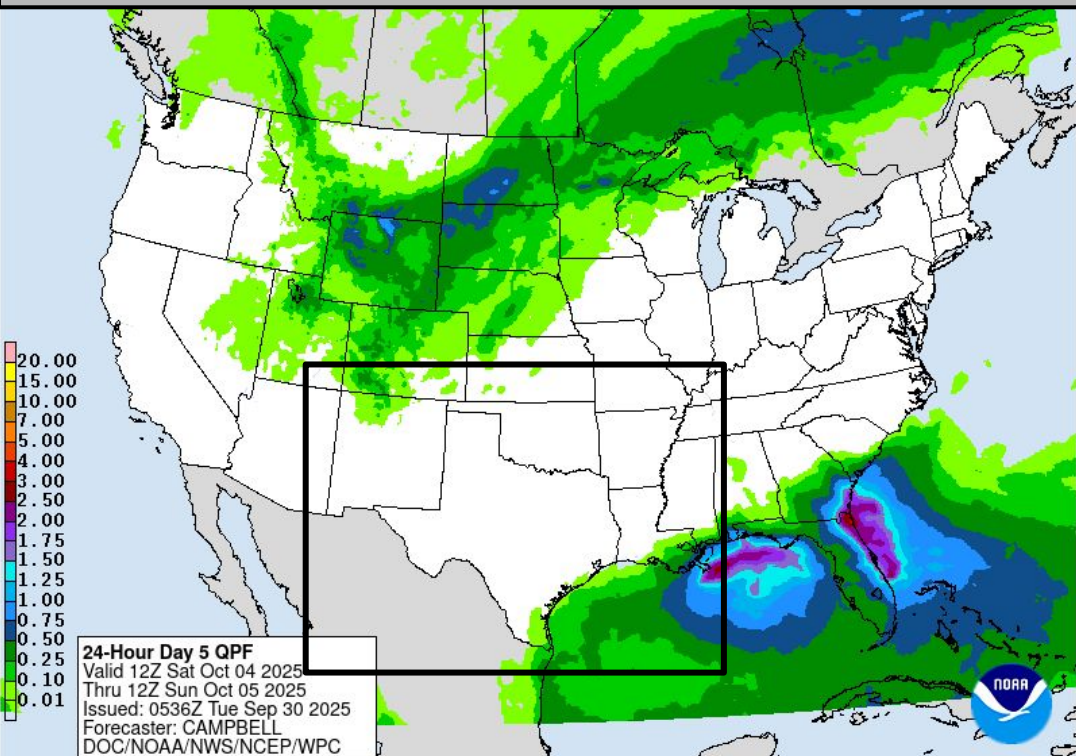 20.00
15.00
10.00
7.00
5.00
4.00
3.00
2.50
2.00
1.75
1.50
1.25
1.00
0.75
0.50
0.25
0.10
0.01
24-Hour Day 5 QPF
Valid 12Z Sat Oct 04 2025
Thru 12Z Sun Oct 05 2025
Issued: 0536Z Tue Sep 30 2025
Forecaster: CAMPBELL
DOC/NOAA/NWS/NCEP/WPC
NOAA